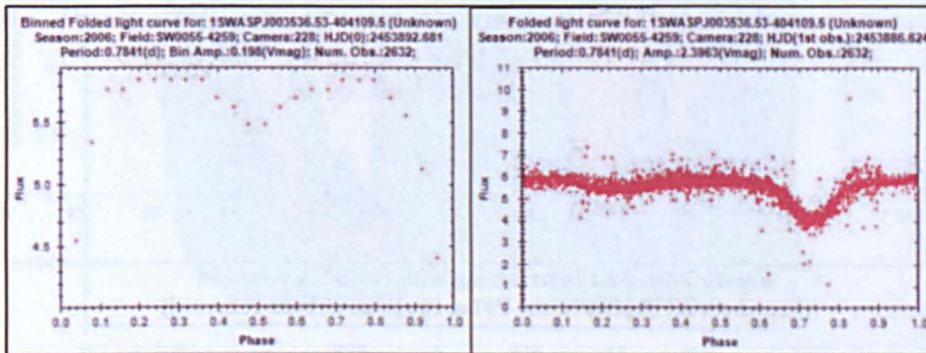 Binned Folded light curve for: 1SWASPJ003536.53-404109.5 (Unknown)
Season:2006; Field:SW0055-4259; Camera:228; HJD(0):2453892.681
Period:0.7841(d); Bin Amp.:0.198(Vmag); Num. Obs.:2632;
5.5
5.0
4.5
Flux
0.0 0.1 0.2 0.3 0.4 0.5 0.6 0.7 0.8 0.9 1.0
Phase
Folded light curve for: 1SWASPJ003536.53-404109.5 (Unknown)
Season:2006; Field:SW0055-4259; Camera:228; HJD(1st obs.):2453886.624
Period:0.7841(d); Amp.:2.3963(Vmag); Num. Obs.:2632;
11
10
9
8
7
6
5
4
3
2
1
0
Flux
0.0 0.1 0.2 0.3 0.4 0.5 0.6 0.7 0.8 0.9 1.0
Phase